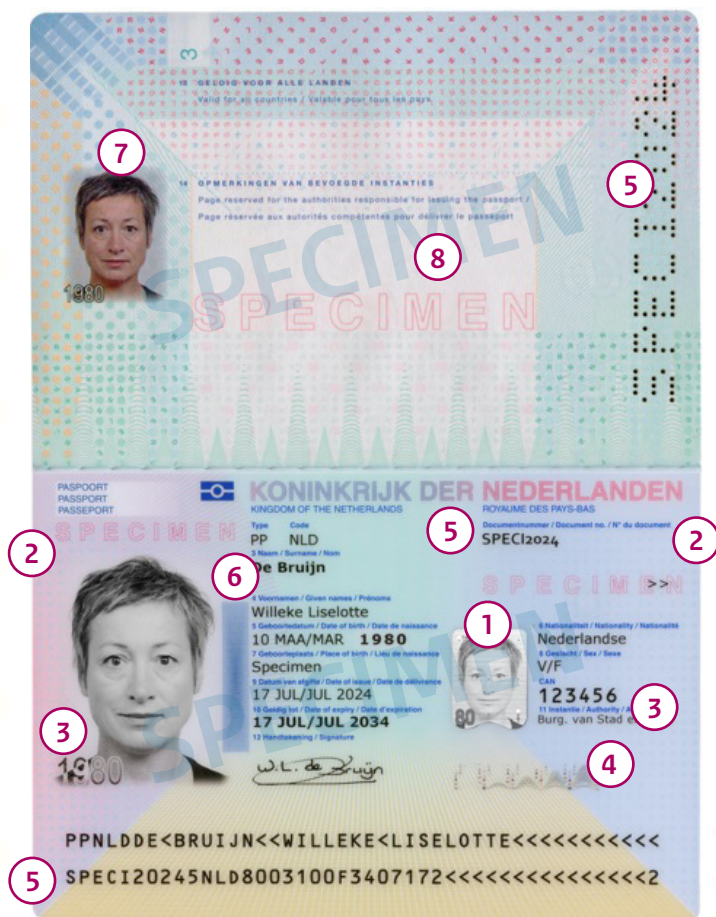 3
13 GELDIG VOOR ALLE LANDEN
Valid for all countries / Valable pour tous les pays
7
14 OPMERKINGEN VAN BEVOEGDE INSTANTIES
Page reserved for the authorities responsible for issuing the passport /
Page réservée aux autorités compétentes pour délivrer le passeport
5
SPECI2024
8
1980
SPECIMEN
SPECIMEN
PASPOORT
PASSPORT
PASSEPORT
KONINKRIJK DER NEDERLANDEN
KINGDOM OF THE NETHERLANDS
ROYAUME DES PAYS-BAS
SPECIMEN
2
Type Code
PP NLD
5
Documentnummer / Document no. / N° du document
SPECI2024
2
3 Naam / Surname / Nom
De Bruijn
6
SPECIMEN
>>
4 Voornamen / Given names / Prénoms
Willeke Liselotte
5 Geboortedatum / Date of birth / Date de naissance
10 MAA/MAR 1980
7 Geboorteplaats / Place of birth / Lieu de naissance
Specimen
9 Datum van afgifte / Date of issue / Date de délivrance
17 JUL/JUL 2024
10 Geldig tot / Date of expiry / Date d'expiration
17 JUL/JUL 2034
12 Handtekening / Signature
W.L. de Bruijn
1
80
6 Nationaliteit / Nationality / Nationalité
Nederlandse
8 Geslacht / Sex / Sexe
V/F
CAN
123456
11 Instantie / Authority /
Burg. van Stad
3
4
3
1980
SPECIMEN
PPNLDDE<BRUIJN<<WILLEKE<LISELOTTE<<<<<<<<<<<
5
SPECI20245NLD8003100F3407172<<<<<<<<<<<<<<<2